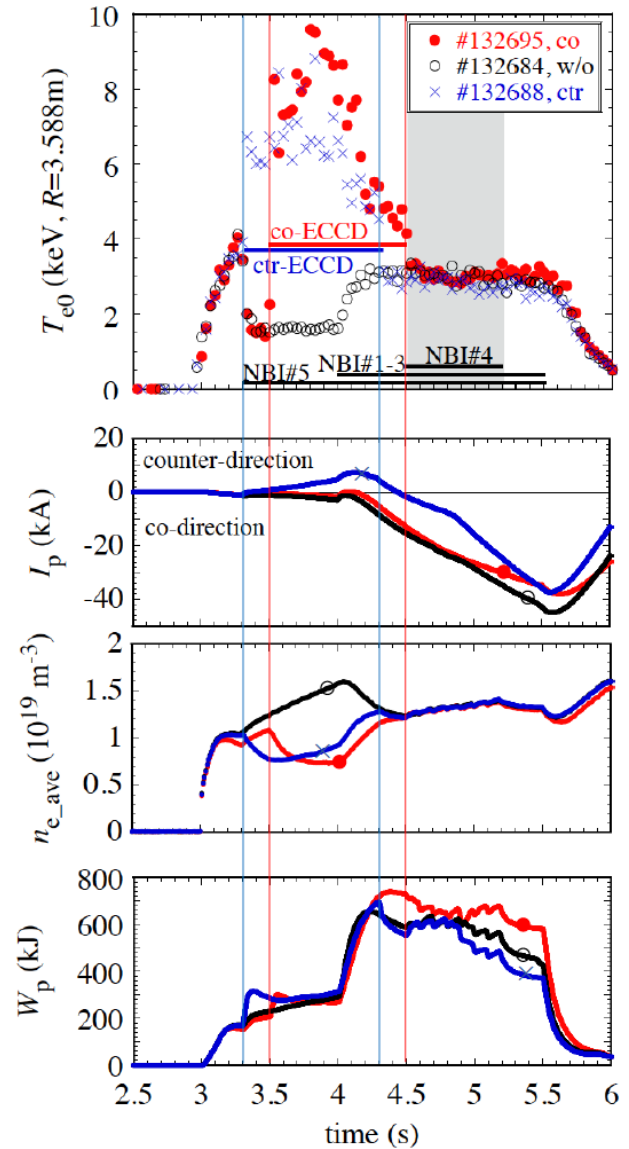 10
8
6
4
2
0
T_e0 (keV, R=3.588m)
#132695, co
#132684, w/o
#132688, ctr
co-ECCD
ctr-ECCD
NBI#4
NBI#1-3
NBI#5
20
0
-20
-40
I_p (kA)
counter-direction
co-direction
2
1.5
1
0.5
0
n_e_ave (10^19 m^-3)
800
600
400
200
0
W_p (kJ)
2.5 3 3.5 4 4.5 5 5.5 6
time (s)